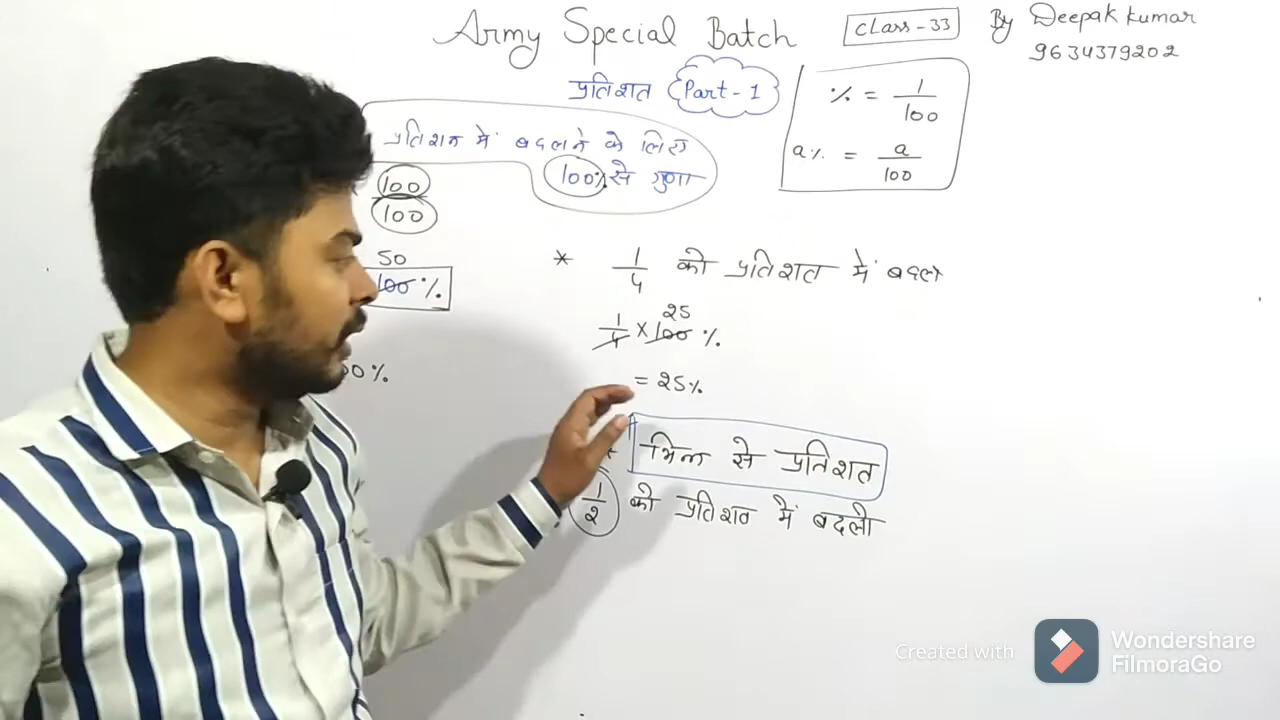 Army Special Batch
CLASS-33
By Deepak kumar
9634379202
प्रतिशत Part-1
% = 1/100
a% = a/100
प्रतिशत में बदलने के लिए
100% से गुणा
100
100
50
100%
50%
* 1/4 को प्रतिशत में बदलो
25
1/4 × 100 %
= 25%
* भिन्न से प्रतिशत
1/2 को प्रतिशत में बदलो
Created with
Wondershare
FilmoraGo